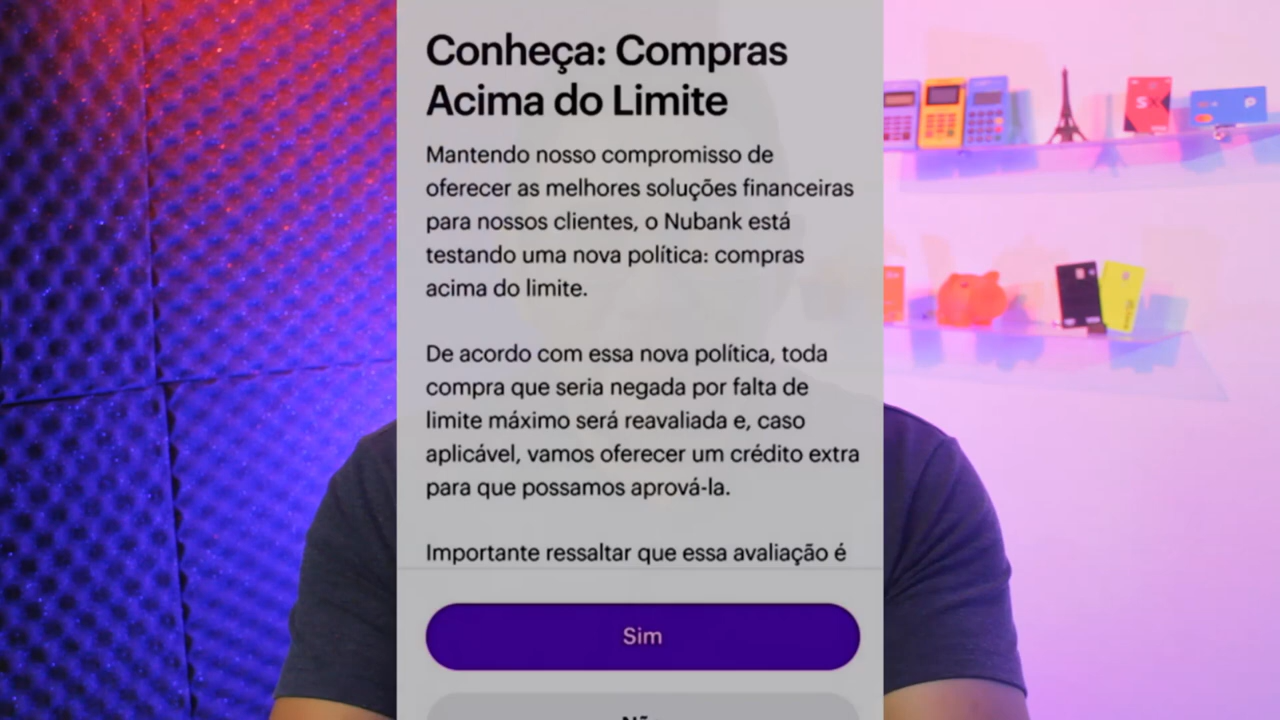 Conheça: Compras
Acima do Limite
Mantendo nosso compromisso de
oferecer as melhores soluções financeiras
para nossos clientes, o Nubank está
testando uma nova política: compras
acima do limite.
De acordo com essa nova política, toda
compra que seria negada por falta de
limite máximo será reavaliada e, caso
aplicável, vamos oferecer um crédito extra
para que possamos aprová-la.
Importante ressaltar que essa avaliação é
Sim